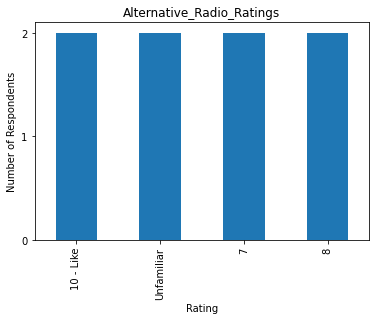 Alternative_Radio_Ratings
Number of Respondents
2
1
0
10 - Like
Unfamiliar
7
8
Rating